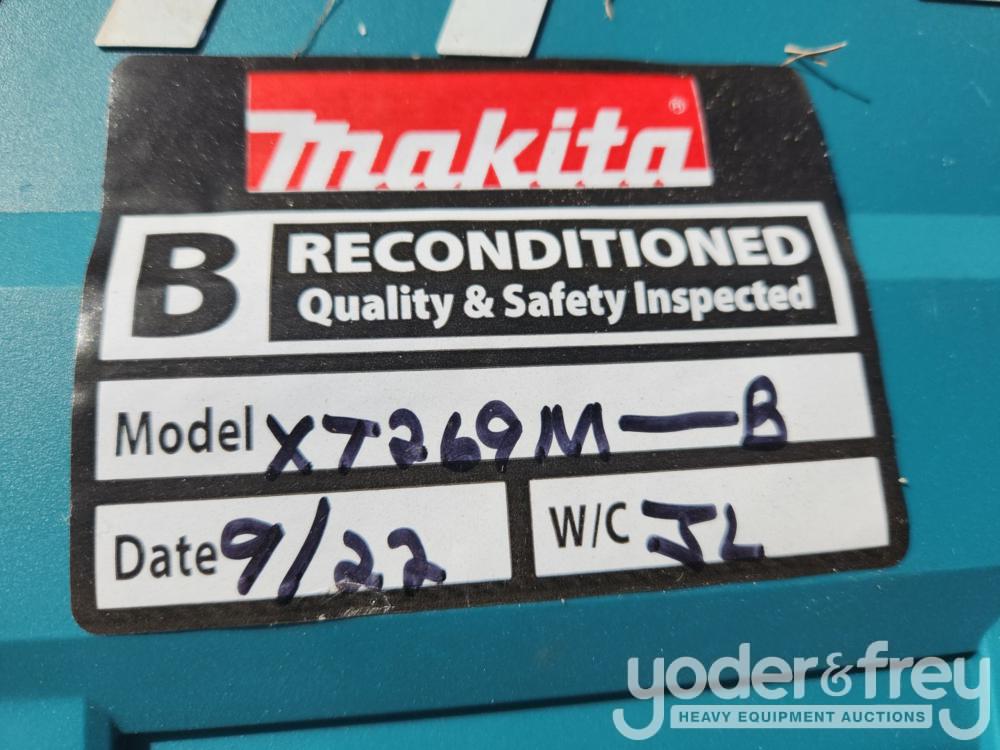 makita®
B RECONDITIONED
Quality & Safety Inspected
Model XT269M-B
Date 9/22 W/C JL
yoder&frey
HEAVY EQUIPMENT AUCTIONS